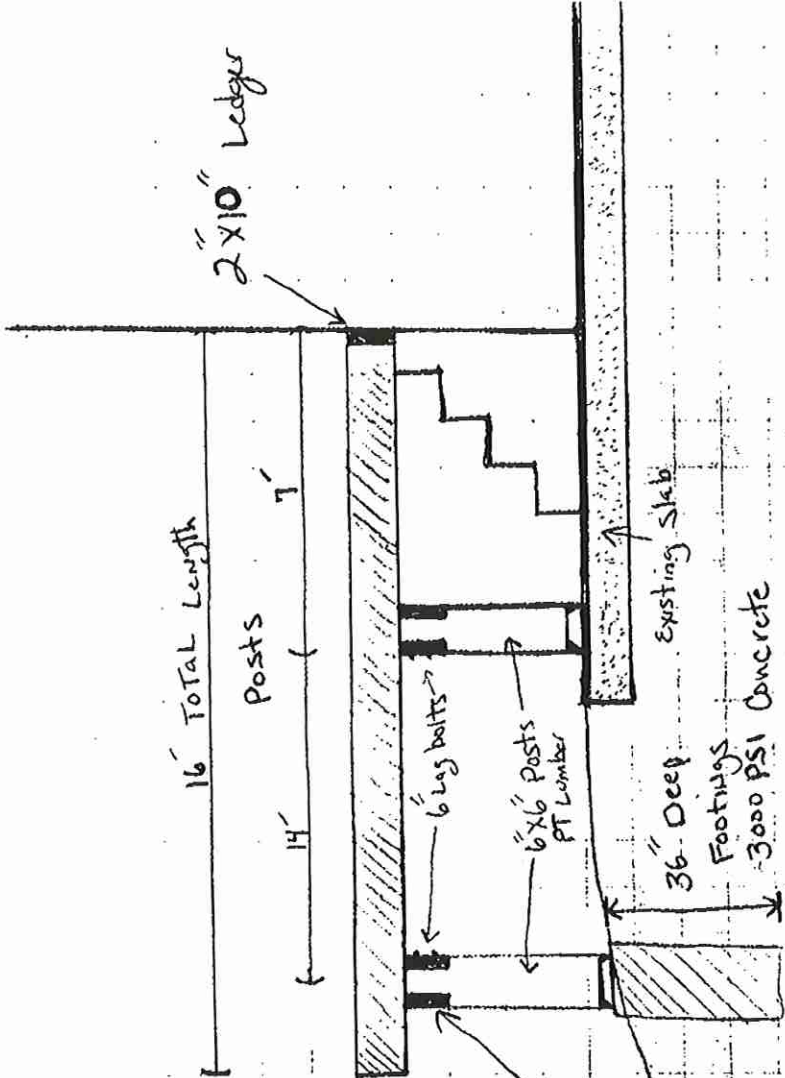 2"X10" Ledger
16' Total Length
Posts
7'
14'
6" Lag bolts
6"X6" Posts
PT Lumber
Existing Slab
36" Deep
Footings
-3000 PSI Concrete